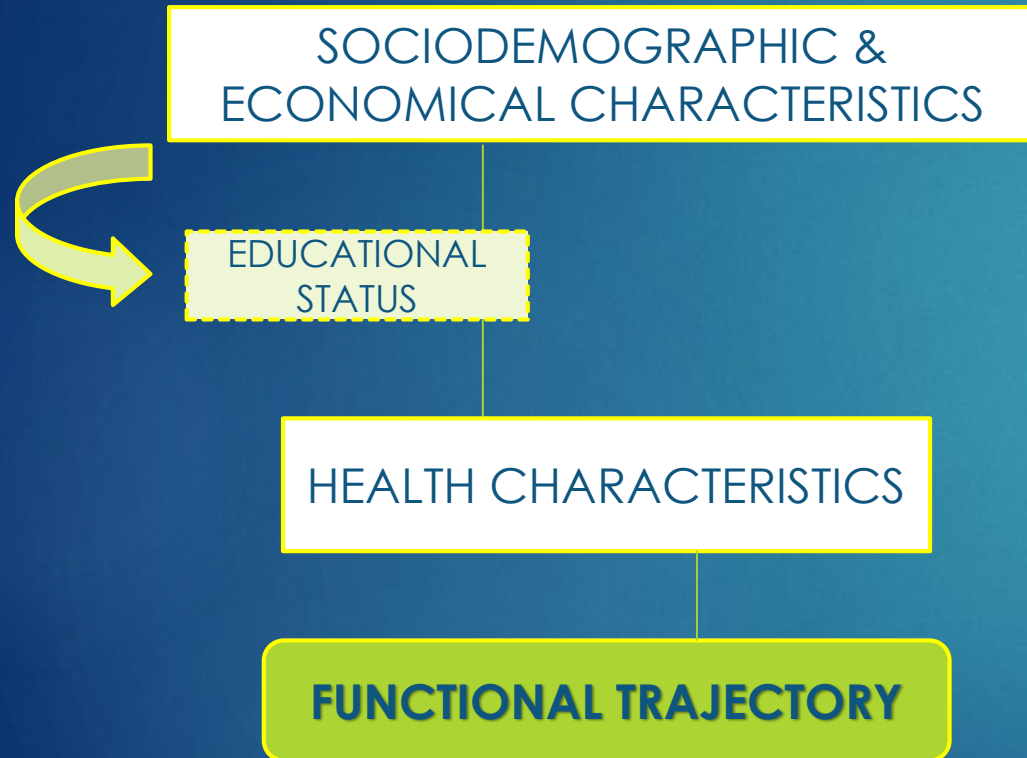 SOCIODEMOGRAPHIC &
ECONOMICAL CHARACTERISTICS
EDUCATIONAL
STATUS
HEALTH CHARACTERISTICS
FUNCTIONAL TRAJECTORY